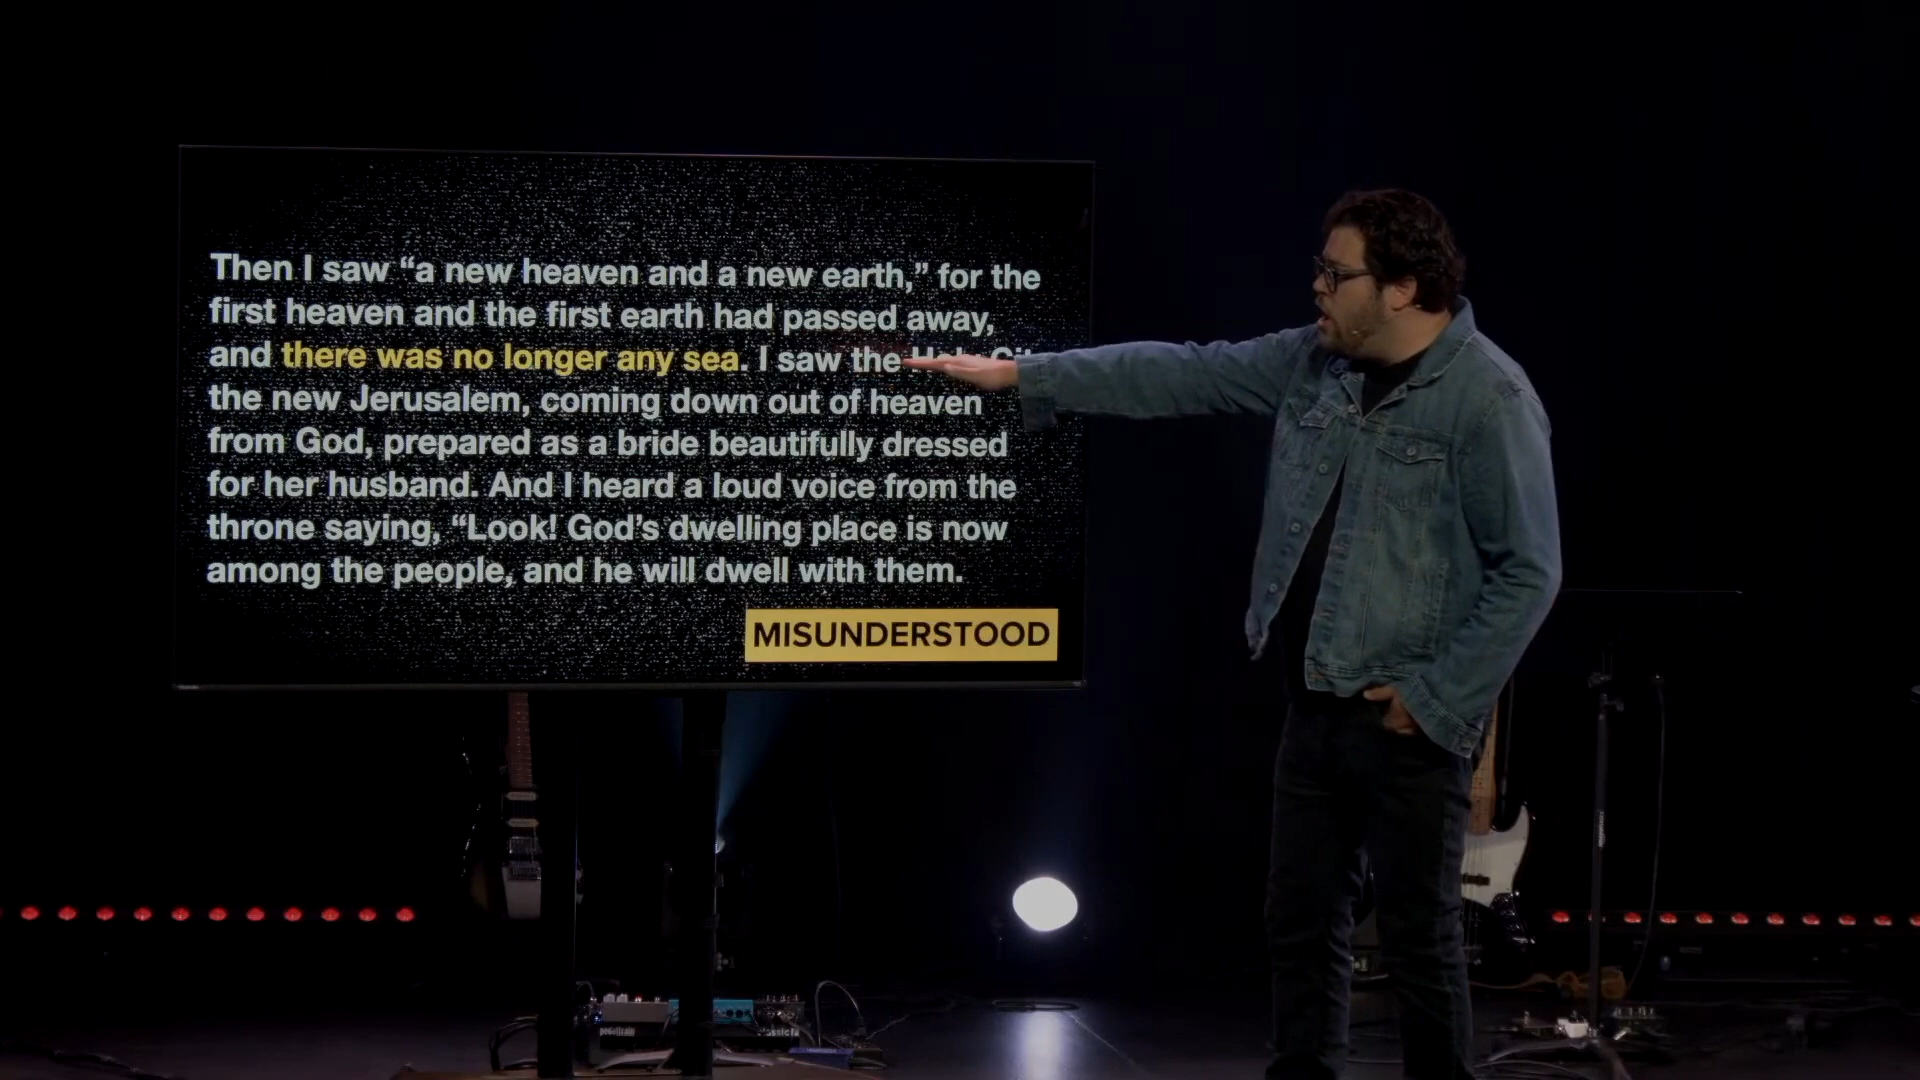 Then I saw “a new heaven and a new earth,” for the
first heaven and the first earth had passed away,
and there was no longer any sea. I saw the
the new Jerusalem, coming down out of heaven
from God, prepared as a bride beautifully dressed
for her husband. And I heard a loud voice from the
throne saying, “Look! God’s dwelling place is now
among the people, and he will dwell with them.
MISUNDERSTOOD
pedaltrain